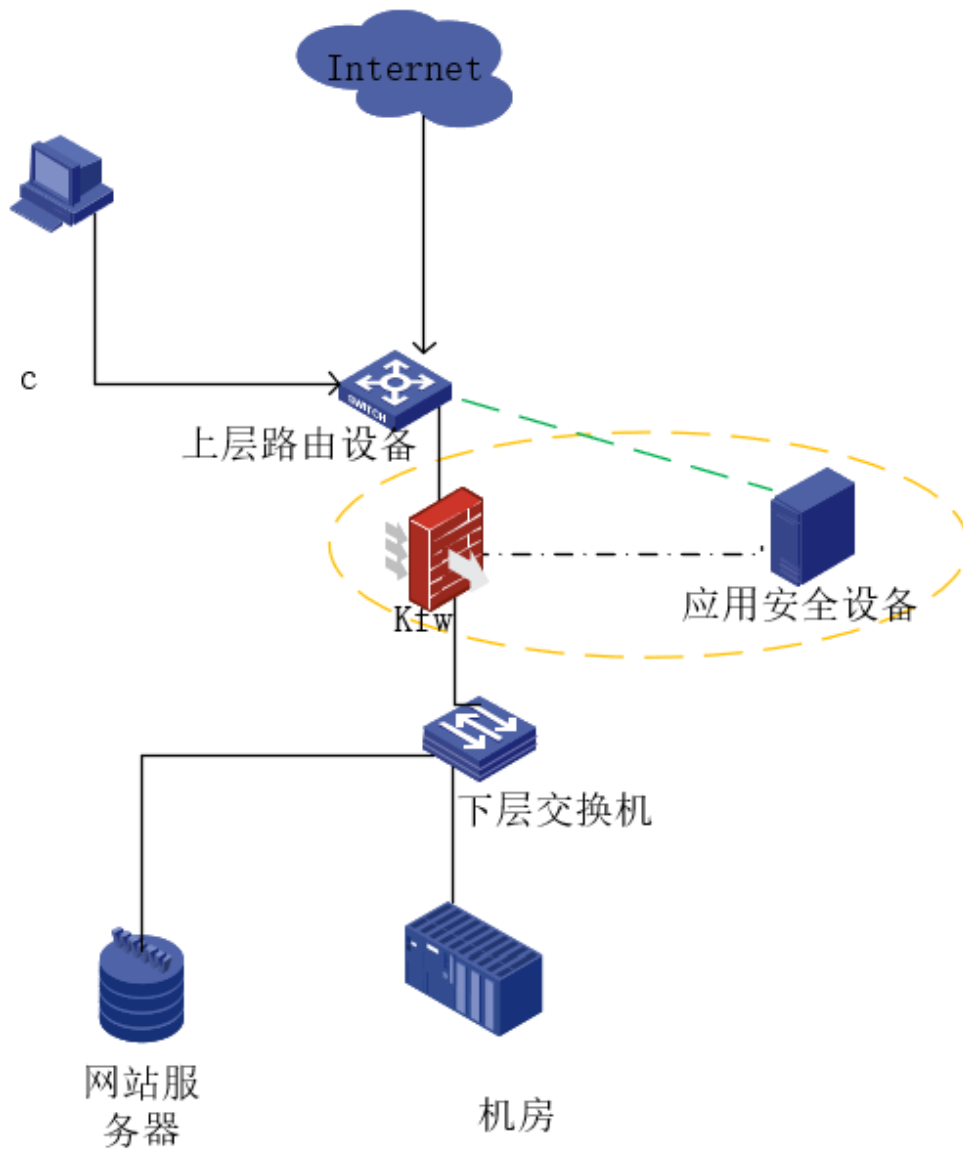 Internet
c
SWITCH
上层路由设备
Kfw
应用安全设备
下层交换机
网站服
务器
机房